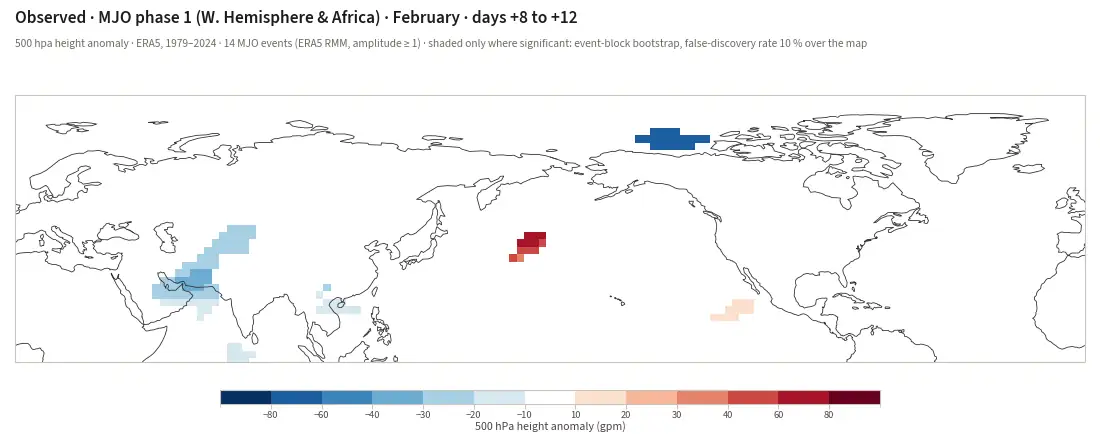 Observed · MJO phase 1 (W. Hemisphere & Africa) · February · days +8 to +12
500 hpa height anomaly · ERA5, 1979–2024 · 14 MJO events (ERA5 RMM, amplitude ≥ 1) · shaded only where significant: event-block bootstrap, false-discovery rate 10 % over the map
−80 −60 −40 −30 −20 −10 10 20 30 40 60 80
500 hpa height anomaly (gpm)